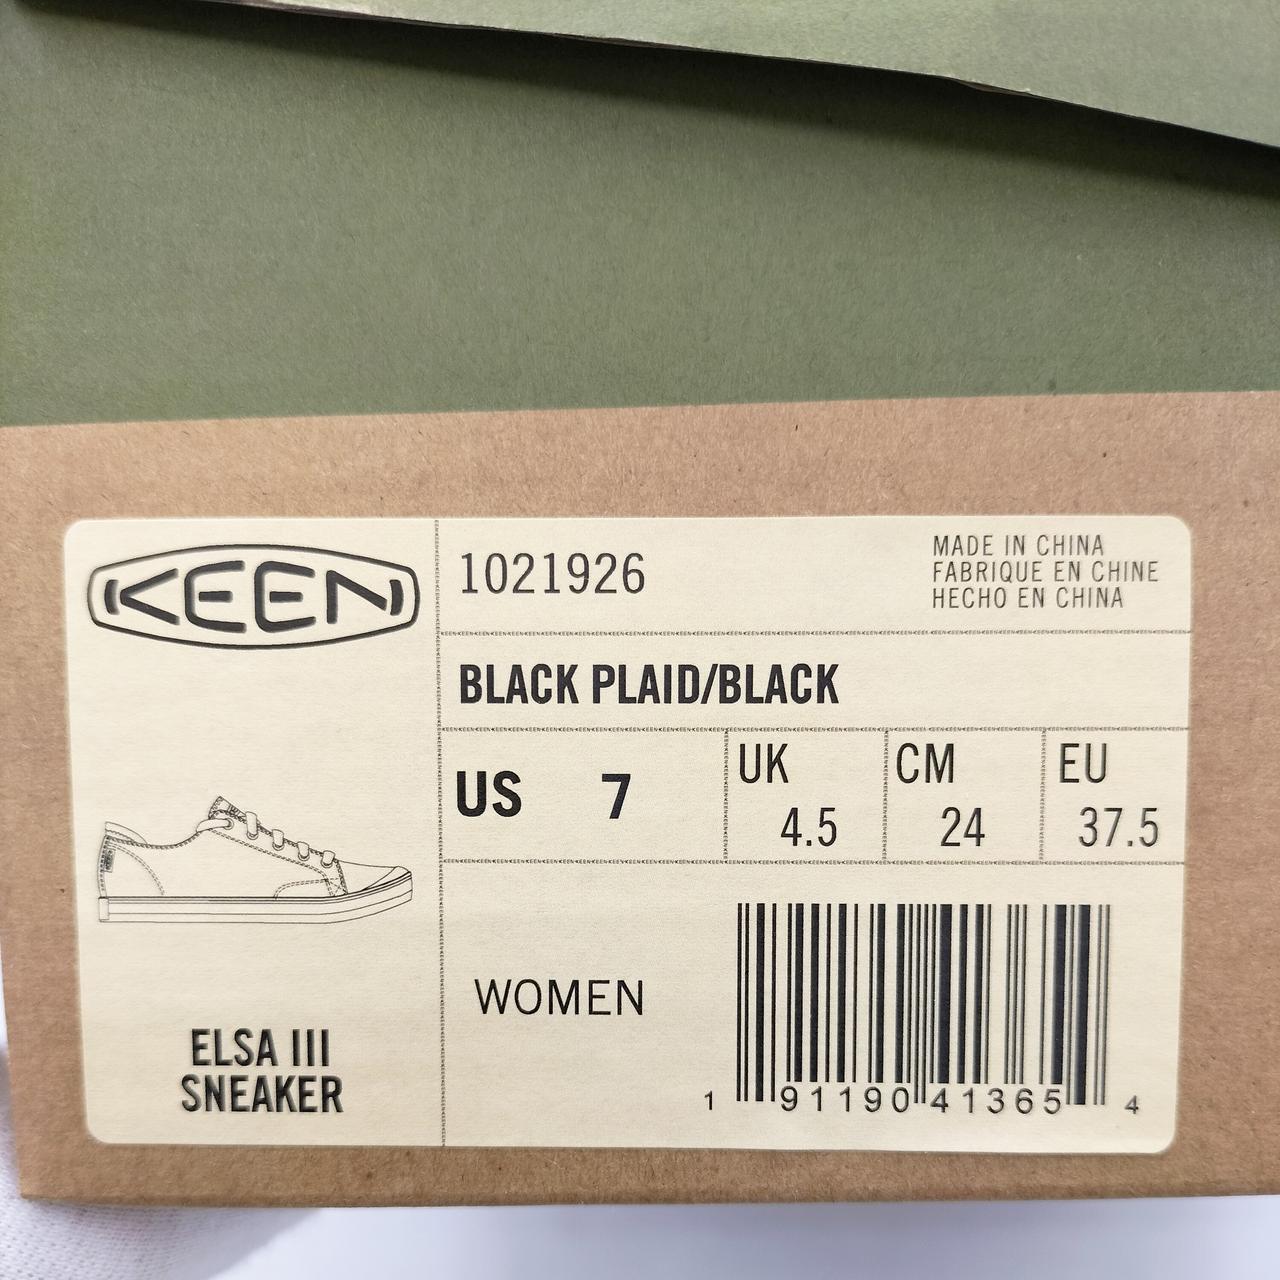 KEEN
1021926
MADE IN CHINA
FABRIQUE EN CHINE
HECHO EN CHINA
BLACK PLAID/BLACK
US 7
UK
4.5
CM
24
EU
37.5
WOMEN
ELSA III
SNEAKER
1 91190 41365 4